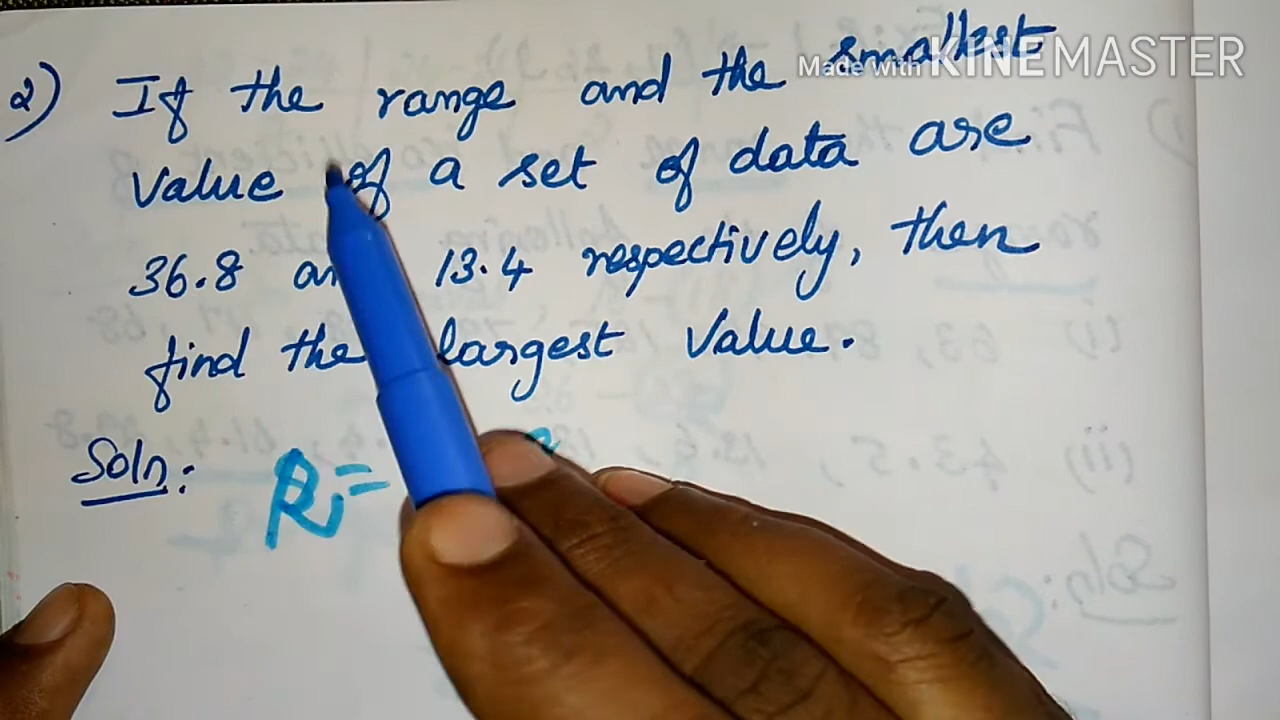 Made with KINEMASTER
2) If the range and the smallest
value of a set of data are
36.8 an 13.4 respectively, then
find the largest value.
Soln:
R =